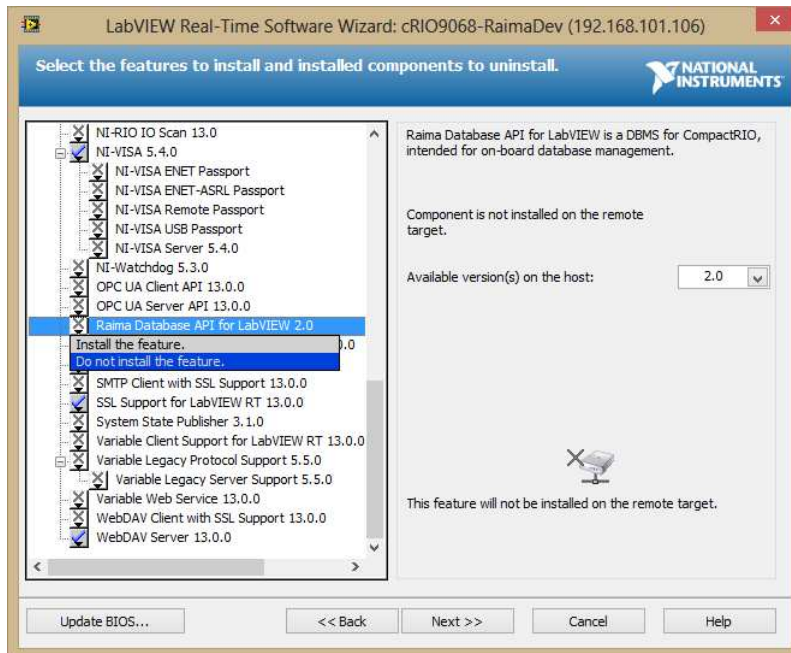 LabVIEW Real-Time Software Wizard: cRIO9068-RaimaDev (192.168.101.106)
Select the features to install and installed components to uninstall.
NATIONAL
INSTRUMENTS
NI-RIO IO Scan 13.0
NI-VISA 5.4.0
NI-VISA ENET Passport
NI-VISA ENET-ASRL Passport
NI-VISA Remote Passport
NI-VISA USB Passport
NI-VISA Server 5.4.0
NI-Watchdog 5.3.0
OPC UA Client API 13.0.0
OPC UA Server API 13.0.0
Raima Database API for LabVIEW 2.0
Install the feature.
.0
Do not install the feature.
SMTP Client with SSL Support 13.0.0
SSL Support for LabVIEW RT 13.0.0
System State Publisher 3.1.0
Variable Client Support for LabVIEW RT 13.0.0
Variable Legacy Protocol Support 5.5.0
Variable Legacy Server Support 5.5.0
Variable Web Service 13.0.0
WebDAV Client with SSL Support 13.0.0
WebDAV Server 13.0.0
Raima Database API for LabVIEW is a DBMS for CompactRIO,
intended for on-board database management.
Component is not installed on the remote
target.
Available version(s) on the host:
2.0
This feature will not be installed on the remote target.
Update BIOS...
<< Back
Next >>
Cancel
Help